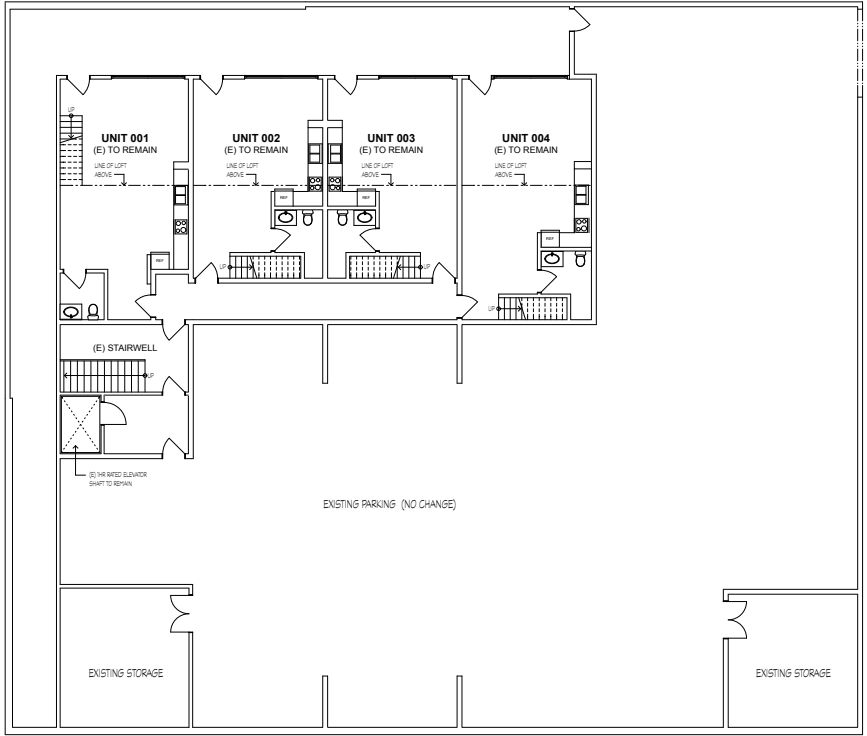 UP
UNIT 001
(E) TO REMAIN
LINE OF LOFT
ABOVE
UNIT 002
(E) TO REMAIN
LINE OF LOFT
ABOVE
UNIT 003
(E) TO REMAIN
LINE OF LOFT
ABOVE
UNIT 004
(E) TO REMAIN
LINE OF LOFT
ABOVE
REF
REF
REF
REF
UP
UP
UP
(E) STAIRWELL
UP
(E) 1HR RATED ELEVATOR
SHAFT TO REMAIN
EXISTING PARKING (NO CHANGE)
EXISTING STORAGE
EXISTING STORAGE